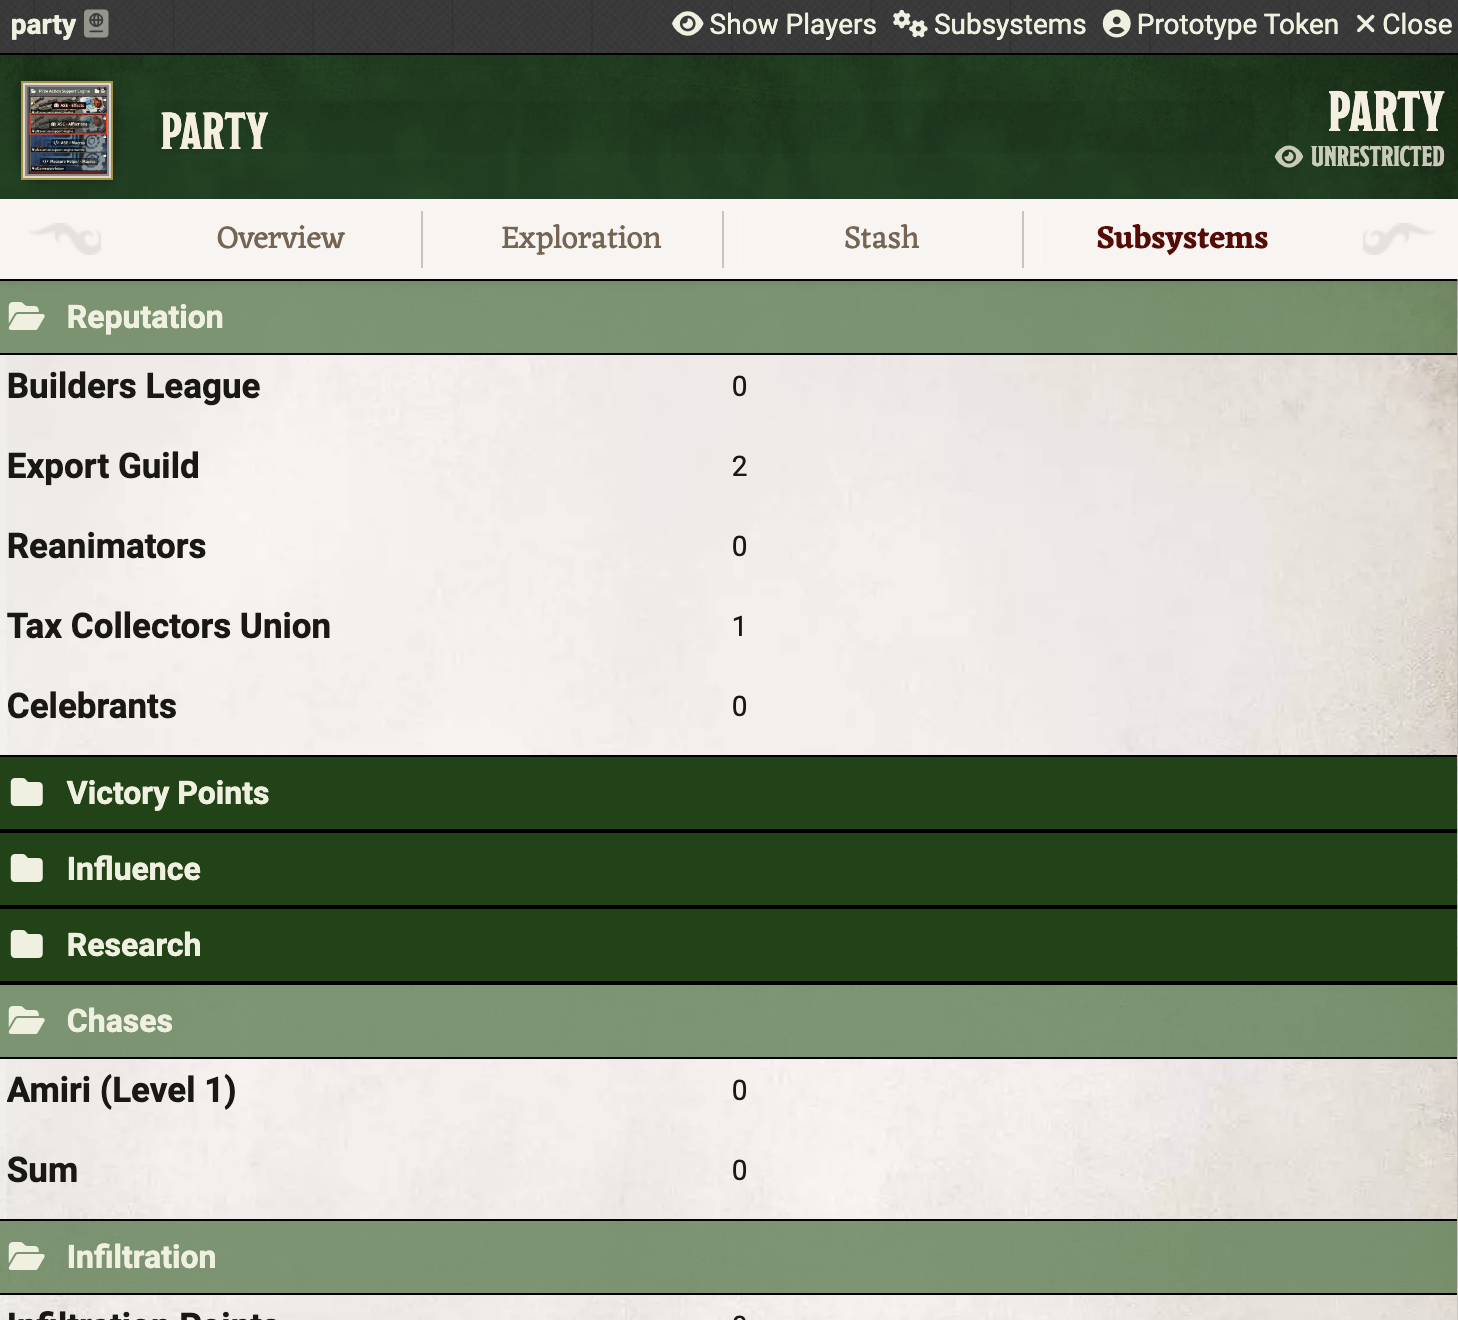 party Show Players Subsystems Prototype Token Close
PARTY
PARTY
UNRESTRICTED
Overview Exploration Stash Subsystems
Reputation
Builders League 0
Export Guild 2
Reanimators 0
Tax Collectors Union 1
Celebrants 0
Victory Points
Influence
Research
Chases
Amiri (Level 1) 0
Sum 0
Infiltration
Infiltration Points